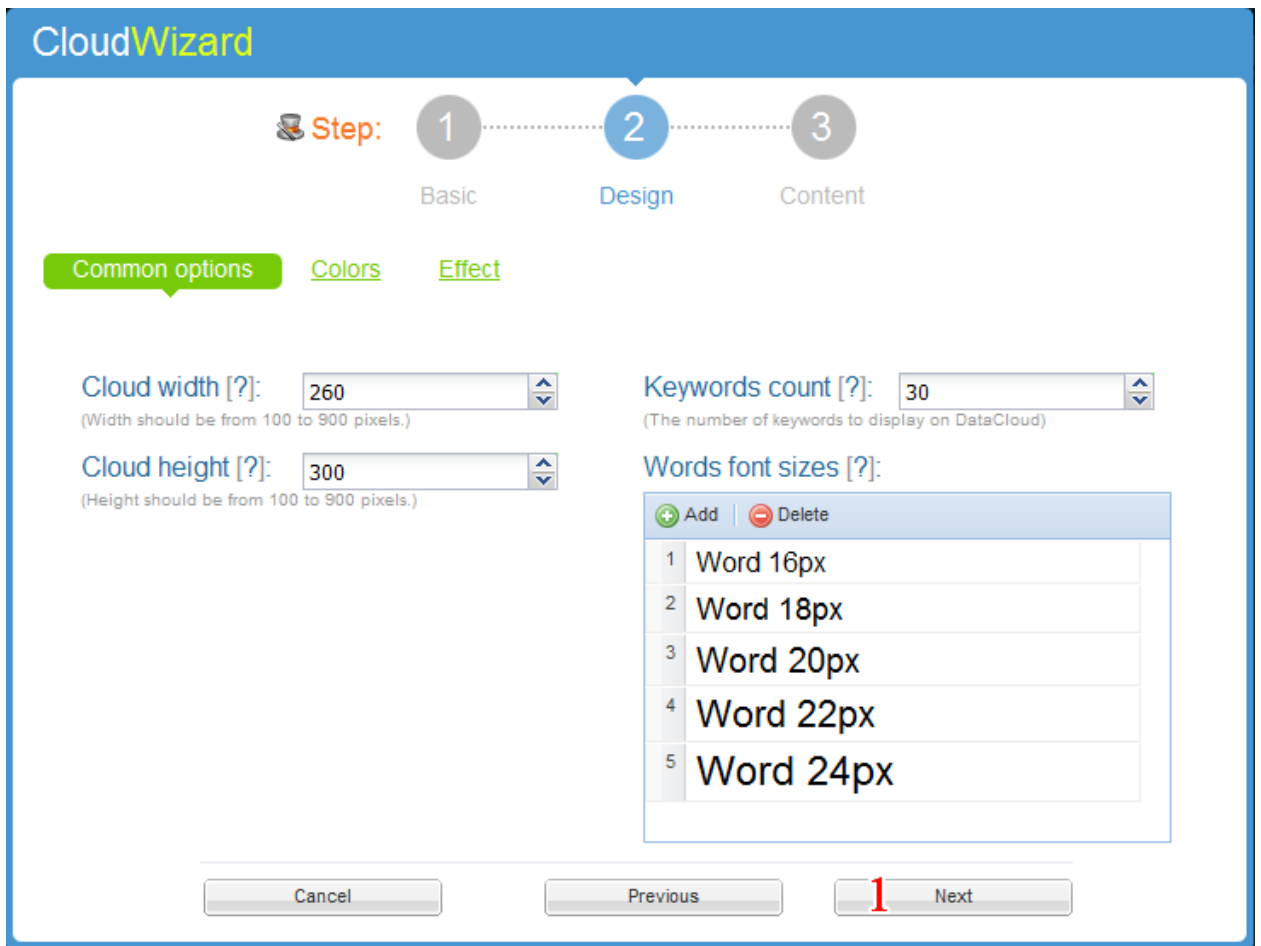 CloudWizard
Step: 1 2 3
Basic Design Content
Common options Colors Effect
Cloud width [?]: 260
(Width should be from 100 to 900 pixels.)
Cloud height [?]: 300
(Height should be from 100 to 900 pixels.)
Keywords count [?]: 30
(The number of keywords to display on DataCloud)
Words font sizes [?]:
Add Delete
1 Word 16px
2 Word 18px
3 Word 20px
4 Word 22px
5 Word 24px
Cancel Previous 1 Next